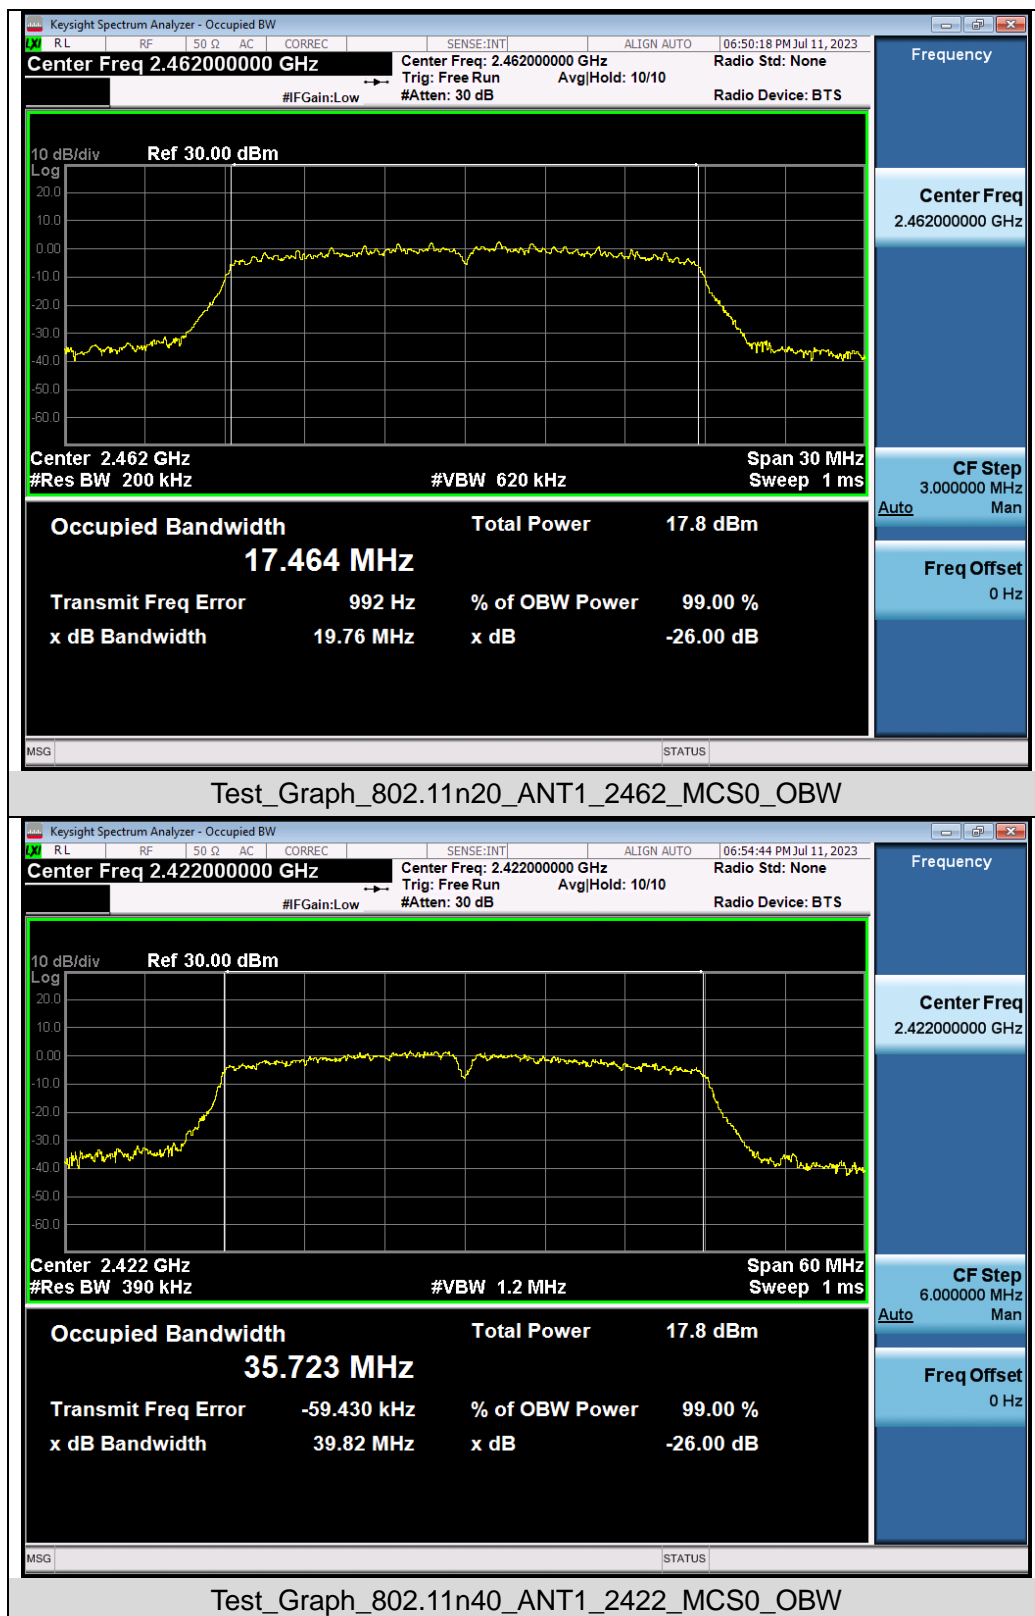 Keysight Spectrum Analyzer - Occupied BW
LXI RL RF 50 Ω AC CORREC SENSE:INT ALIGN AUTO 06:50:18 PM Jul 11, 2023
Center Freq 2.462000000 GHz
Center Freq: 2.462000000 GHz
Radio Std: None
Trig: Free Run Avg|Hold: 10/10
#IFGain:Low
#Atten: 30 dB
Radio Device: BTS
Frequency
10 dB/div Ref 30.00 dBm
Log
20.0
10.0
0.00
-10.0
-20.0
-30.0
-40.0
-50.0
-60.0
Center Freq
2.462000000 GHz
Center 2.462 GHz
Span 30 MHz
#Res BW 200 kHz
#VBW 620 kHz
Sweep 1 ms
CF Step
3.000000 MHz
Auto Man
Occupied Bandwidth
Total Power 17.8 dBm
17.464 MHz
Freq Offset
0 Hz
Transmit Freq Error 992 Hz % of OBW Power 99.00 %
x dB Bandwidth 19.76 MHz x dB -26.00 dB
MSG STATUS
Test_Graph_802.11n20_ANT1_2462_MCS0_OBW
Keysight Spectrum Analyzer - Occupied BW
LXI RL RF 50 Ω AC CORREC SENSE:INT ALIGN AUTO 06:54:44 PM Jul 11, 2023
Center Freq 2.422000000 GHz
Center Freq: 2.422000000 GHz
Radio Std: None
Trig: Free Run Avg|Hold: 10/10
#IFGain:Low
#Atten: 30 dB
Radio Device: BTS
Frequency
10 dB/div Ref 30.00 dBm
Log
20.0
10.0
0.00
-10.0
-20.0
-30.0
-40.0
-50.0
-60.0
Center Freq
2.422000000 GHz
Center 2.422 GHz
Span 60 MHz
#Res BW 390 kHz
#VBW 1.2 MHz
Sweep 1 ms
CF Step
6.000000 MHz
Auto Man
Occupied Bandwidth
Total Power 17.8 dBm
35.723 MHz
Freq Offset
0 Hz
Transmit Freq Error -59.430 kHz % of OBW Power 99.00 %
x dB Bandwidth 39.82 MHz x dB -26.00 dB
MSG STATUS
Test_Graph_802.11n40_ANT1_2422_MCS0_OBW